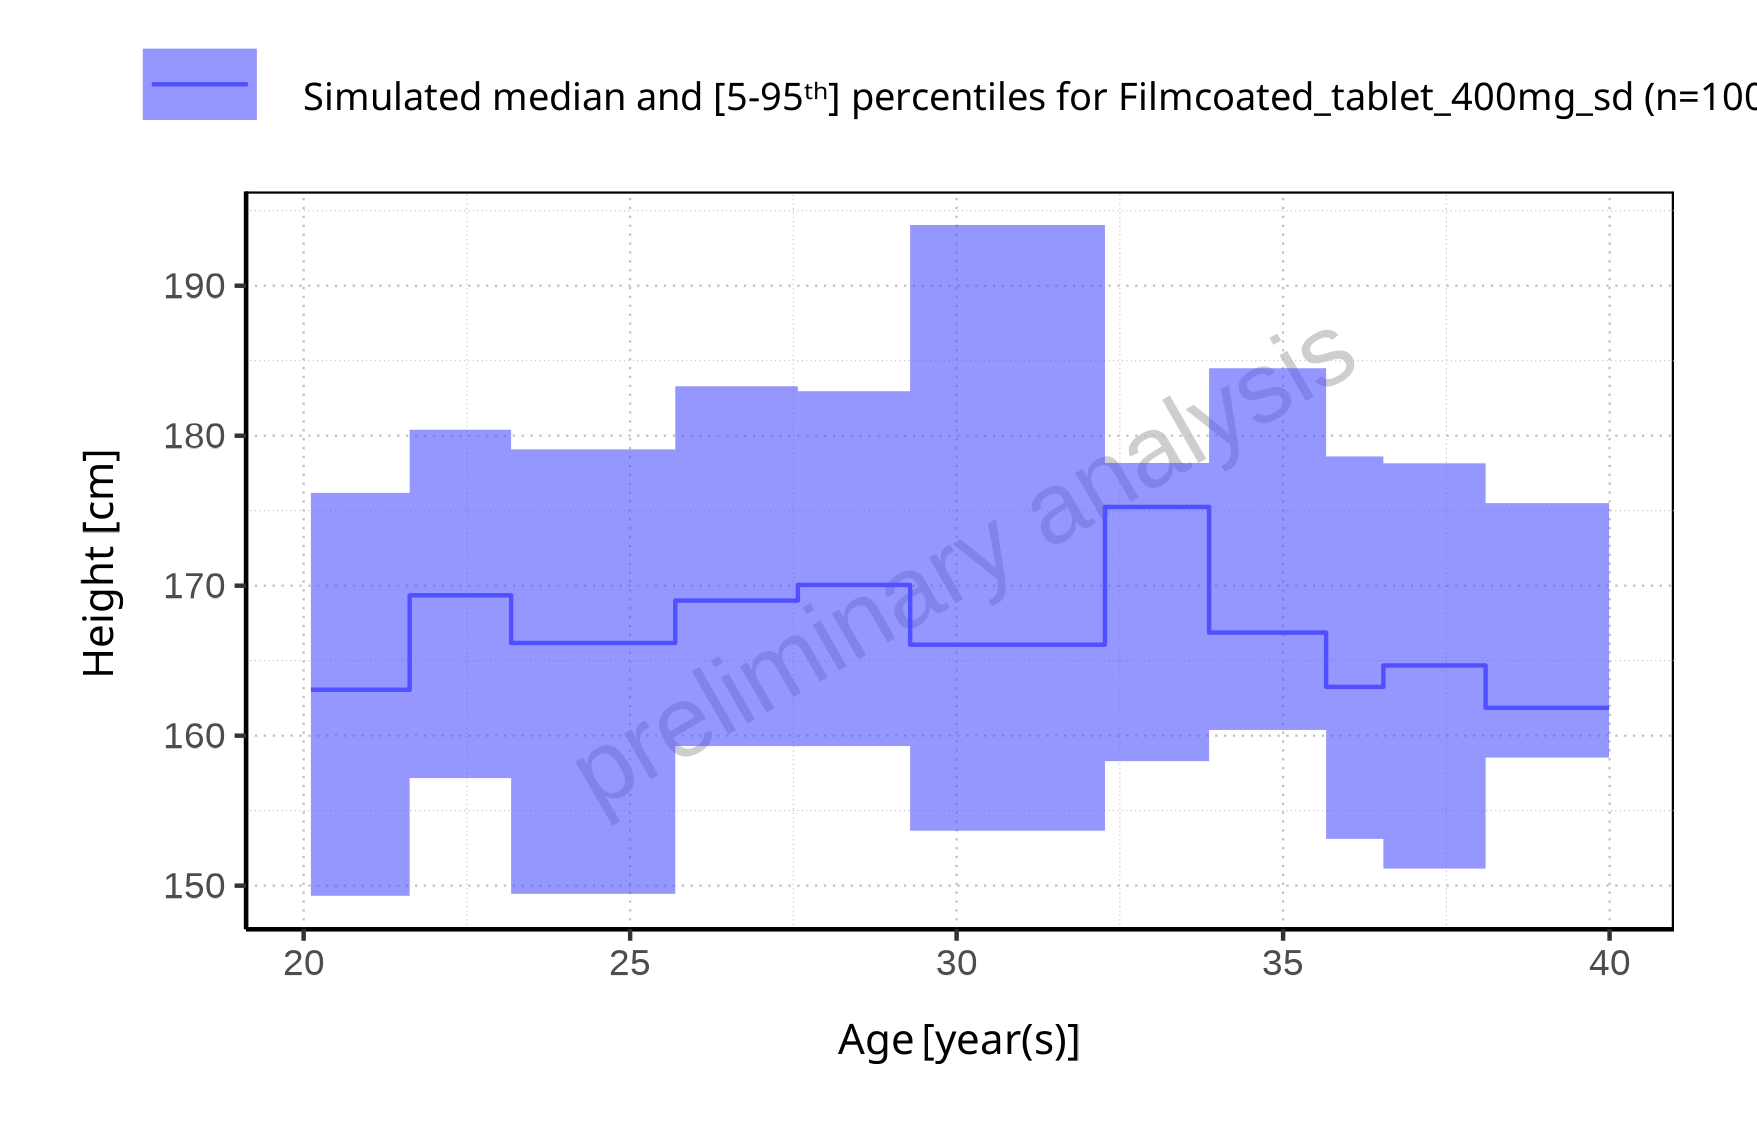 Simulated median and [5-95ᵗʰ] percentiles for Filmcoated_tablet_400mg_sd (n=100
190
180
170
160
150
Height [cm]
preliminary analysis
20 25 30 35 40
Age [year(s)]